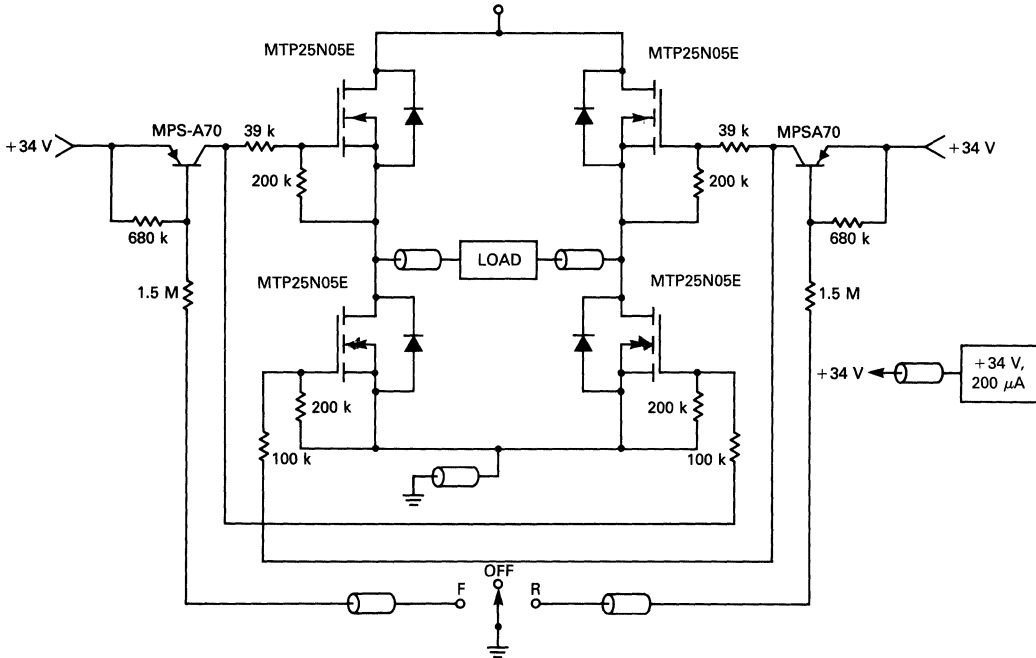 MTP25N05E
MTP25N05E
+34 V
MPS-A70
39 k
39 k
MPSA70
+34 V
200 k
200 k
680 k
680 k
LOAD
1.5 M
MTP25N05E
MTP25N05E
1.5 M
+34 V
+34 V,
200 µA
200 k
200 k
100 k
100 k
OFF
F
R